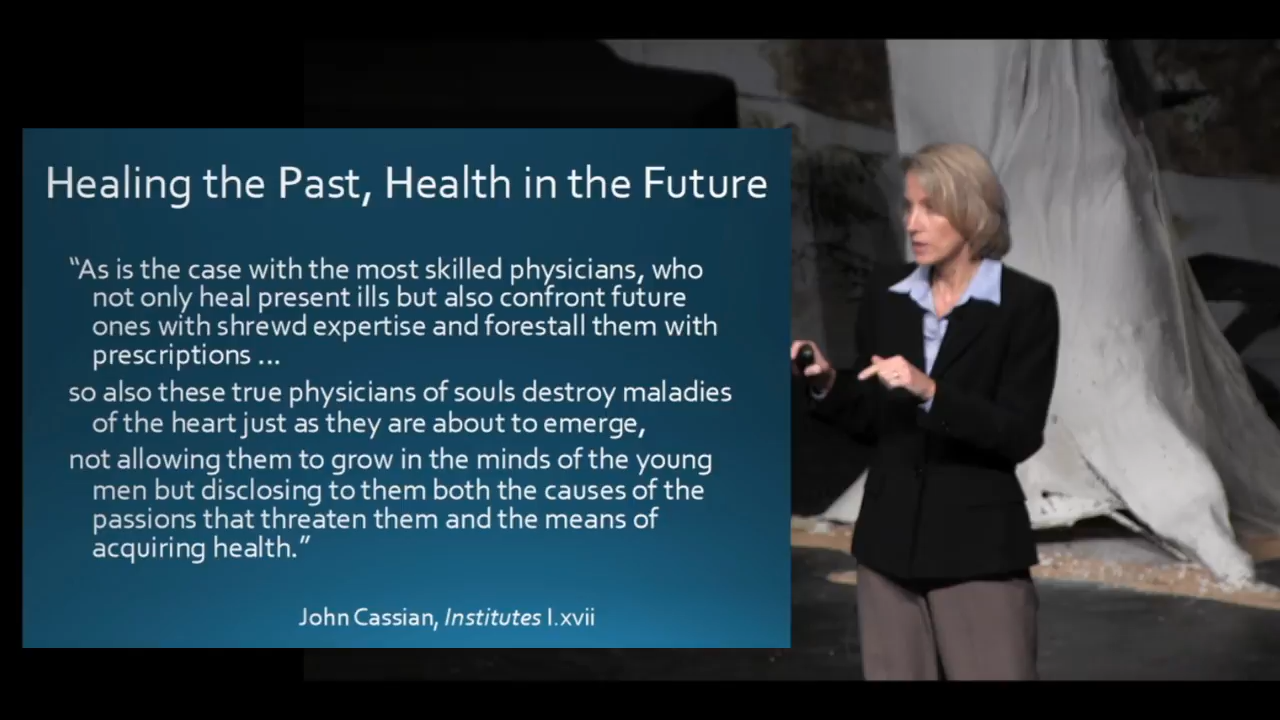 Healing the Past, Health in the Future
“As is the case with the most skilled physicians, who
not only heal present ills but also confront future
ones with shrewd expertise and forestall them with
prescriptions ...
so also these true physicians of souls destroy maladies
of the heart just as they are about to emerge,
not allowing them to grow in the minds of the young
men but disclosing to them both the causes of the
passions that threaten them and the means of
acquiring health.”
John Cassian, Institutes I.xvii